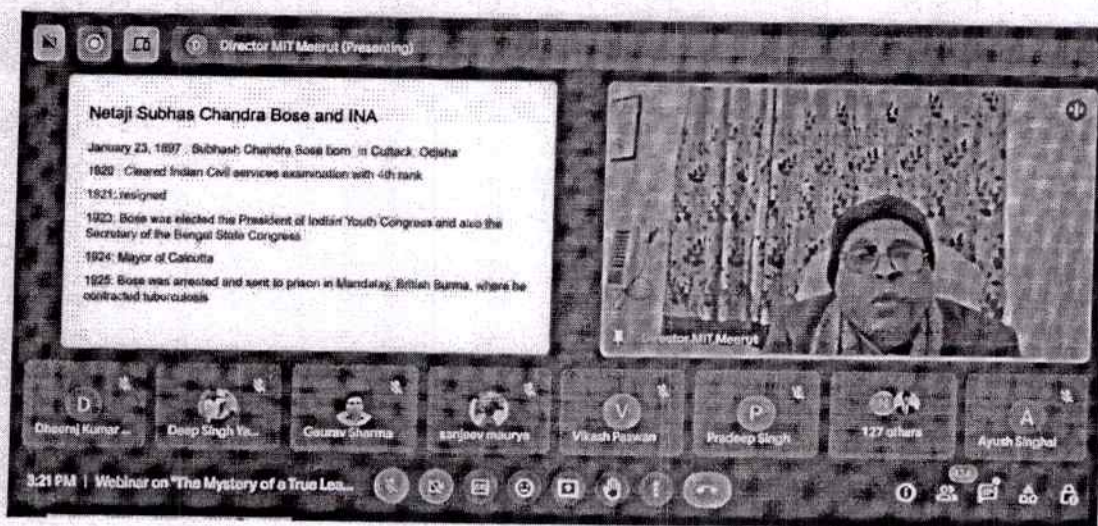 Director MIT Meerut (Presenting)
Netaji Subhas Chandra Bose and INA
January 23, 1897 : Subhash Chandra Bose born in Cuttack, Odisha
1920 : Cleared Indian Civil services examination with 4th rank
1921: resigned
1923: Bose was elected the President of Indian Youth Congress and also the
Secretary of the Bengal State Congress
1924: Mayor of Calcutta
1925: Bose was arrested and sent to prison in Mandalay, British Burma, where he
contracted tuberculosis
Director MIT Meerut
D
Dheeraj Kumar ...
Deep Singh Ya...
Gourav Sharma
sanjeev maurya
V
Vikash Paswan
P
Pradeep Singh
127 others
A
Ayush Singhal
3:21 PM | Webinar on "The Mystery of a True Lea...